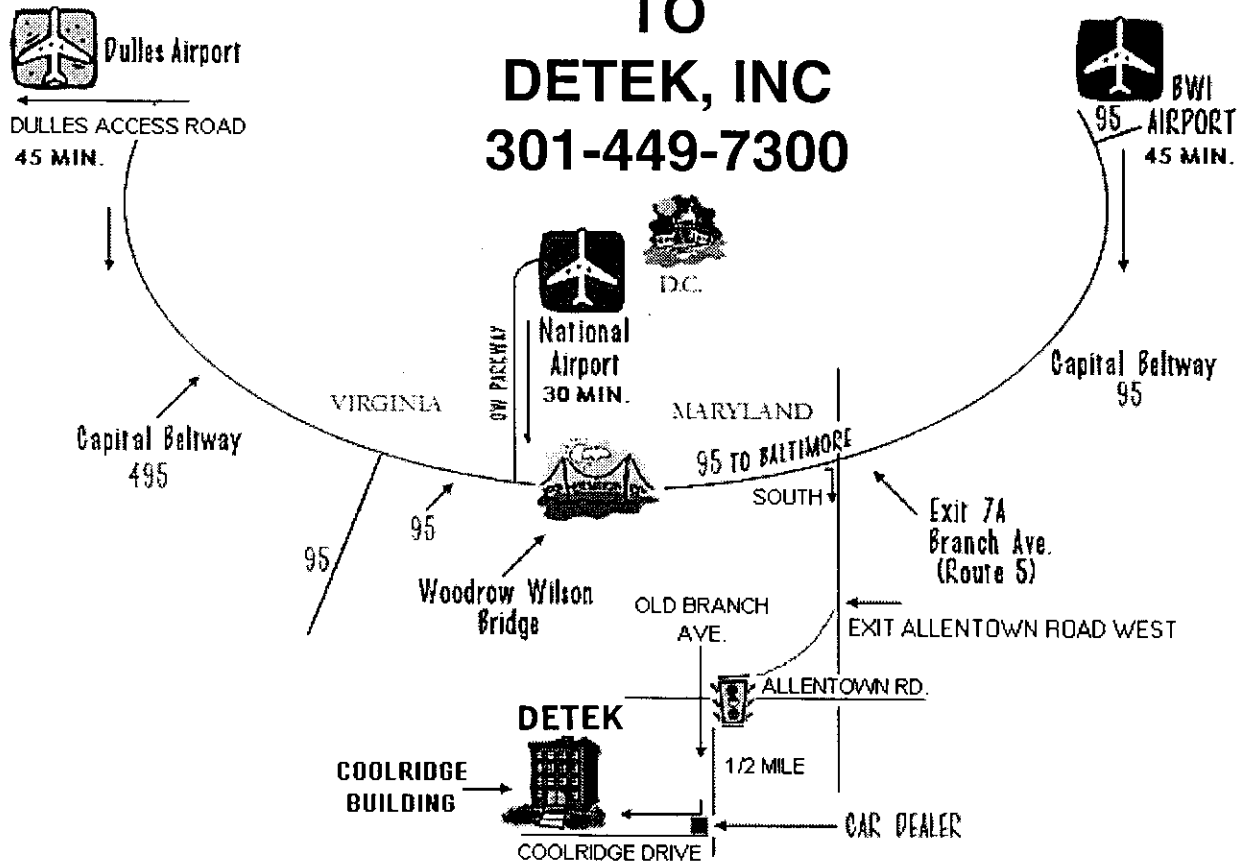 TO
DETEK, INC
301-449-7300
Dulles Airport
DULLES ACCESS ROAD
45 MIN.
BWI
AIRPORT
95
45 MIN.
D.C.
National
Airport
30 MIN.
GW PARKWAY
VIRGINIA
MARYLAND
Capital Beltway
495
Capital Beltway
95
95 TO BALTIMORE
SOUTH
95
95
Woodrow Wilson
Bridge
Exit 7A
Branch Ave.
(Route 5)
OLD BRANCH
AVE.
EXIT ALLENTOWN ROAD WEST
ALLENTOWN RD.
DETEK
1/2 MILE
COOLRIDGE
BUILDING
CAR DEALER
COOLRIDGE DRIVE